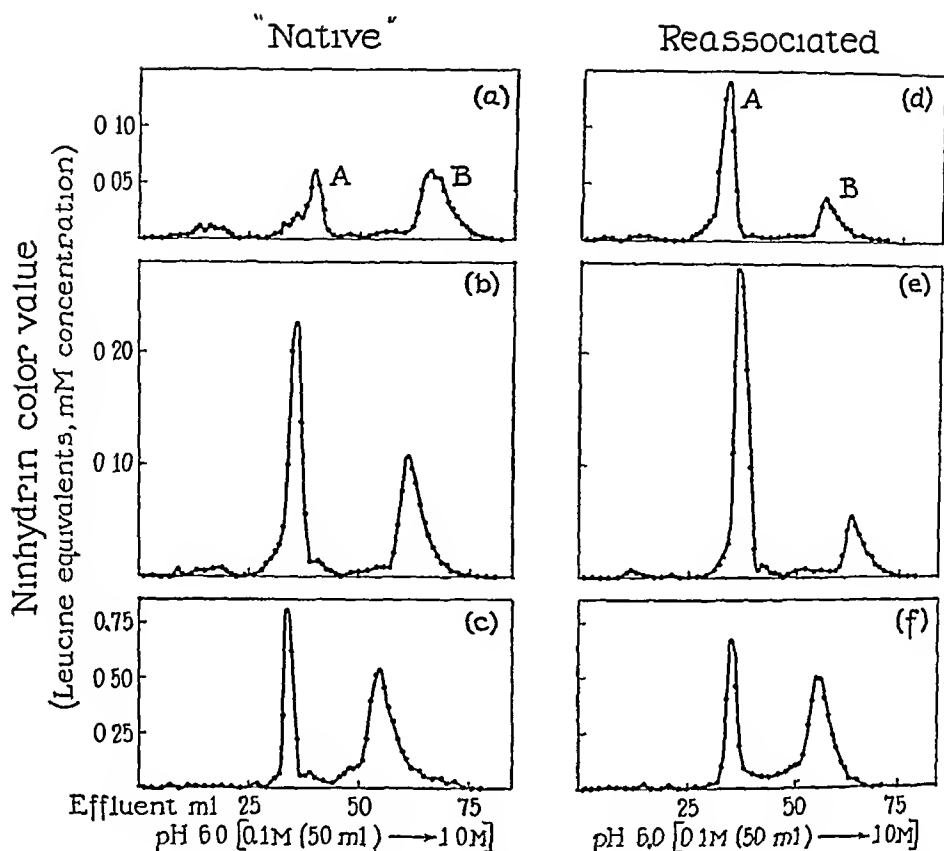 "Native"
Reassociated
Ninhydrin color value
(Leucine equivalents, mM concentration)
(a)
0 10
0 05
A
B
(d)
A
B
(b)
0 20
0 10
(e)
(c)
0.75
0 50
0 25
(f)
Effluent ml 25 50 75
25 50 75
pH 6 0 [0.1M (50 ml) → 1 0 M]
pH 6.0 [0 1M (50 ml) → 1 0 M]